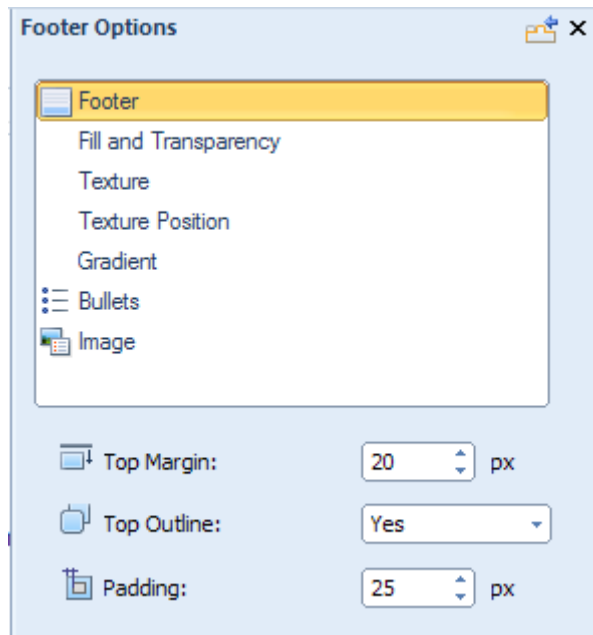 Footer Options
Footer
Fill and Transparency
Texture
Texture Position
Gradient
Bullets
Image
Top Margin: 20 px
Top Outline: Yes
Padding: 25 px